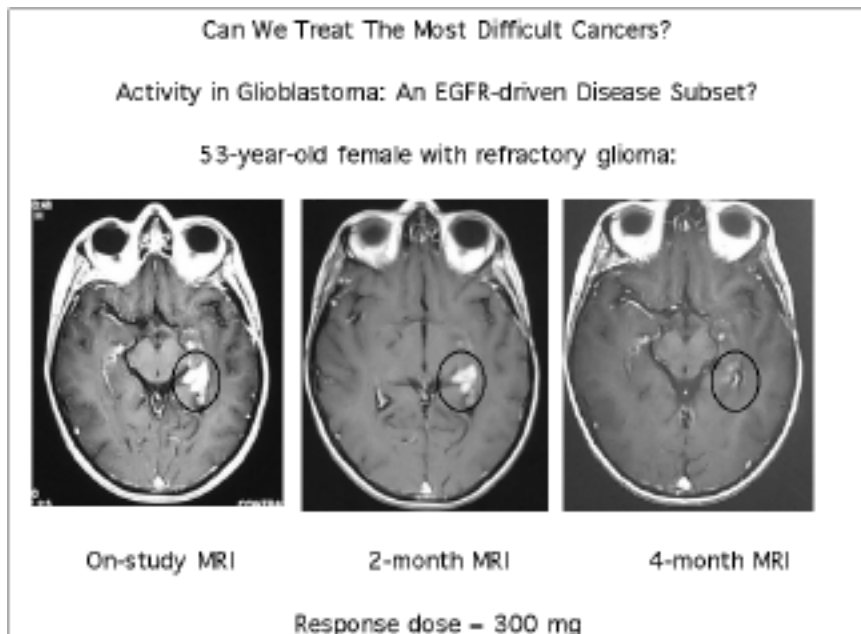 Can We Treat The Most Difficult Cancers?
Activity in Glioblastoma: An EGFR-driven Disease Subset?
53-year-old female with refractory glioma:
On-study MRI
2-month MRI
4-month MRI
Response dose = 300 mg